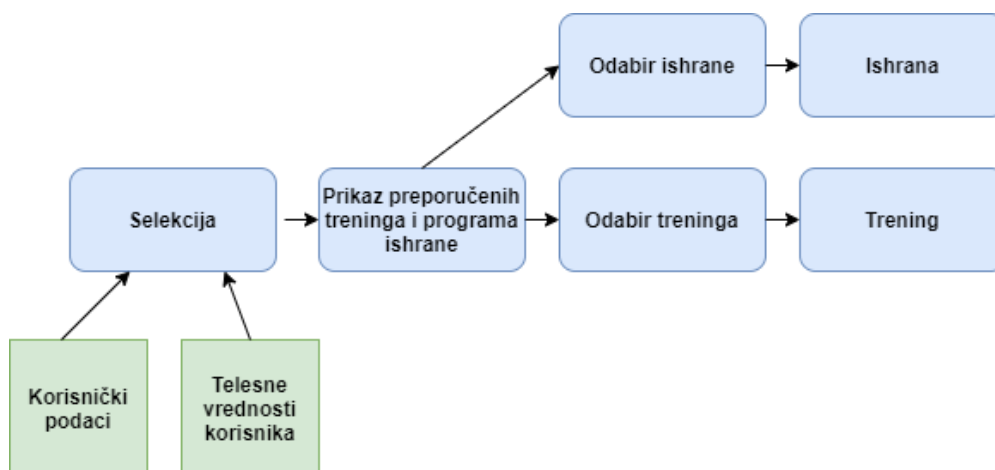 Odabir ishrane
Ishrana
Selekcija
Prikaz preporučenih
treninga i programa
ishrane
Odabir treninga
Trening
Korisnički
podaci
Telesne
vrednosti
korisnika